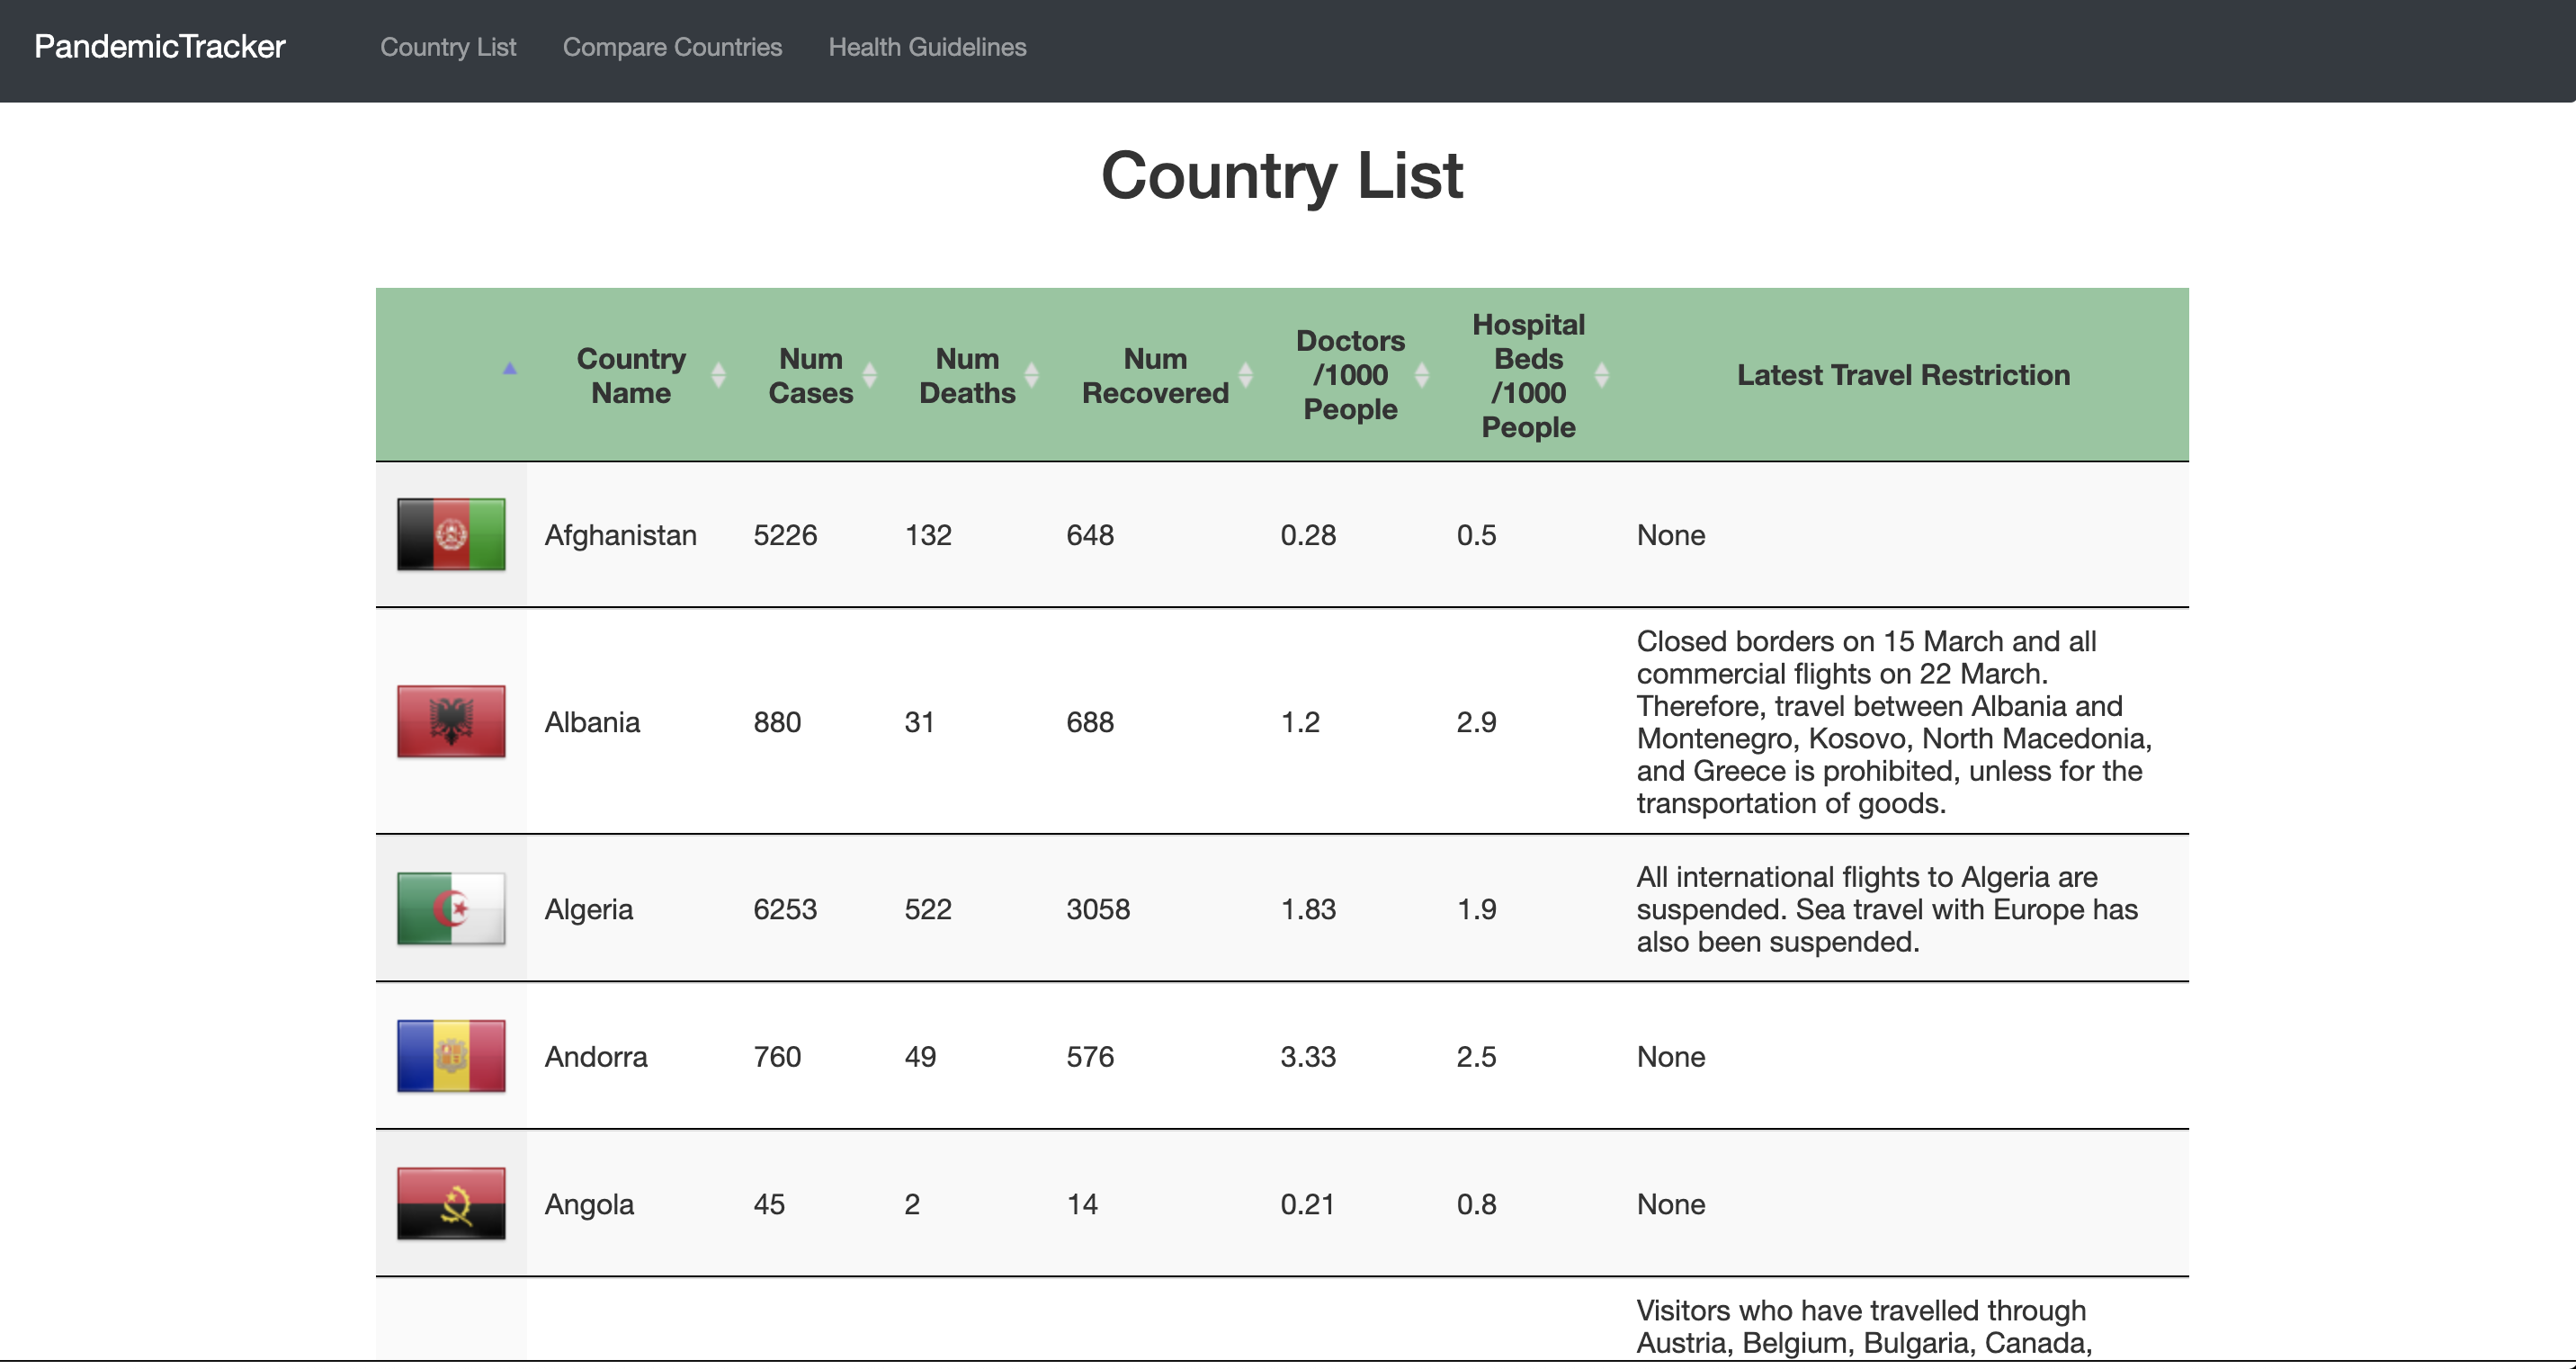 PandemicTracker Country List Compare Countries Health Guidelines
Country List
Country Name Num Cases Num Deaths Num Recovered Doctors /1000 People Hospital Beds /1000 People Latest Travel Restriction
Afghanistan 5226 132 648 0.28 0.5 None
Albania 880 31 688 1.2 2.9 Closed borders on 15 March and all
commercial flights on 22 March.
Therefore, travel between Albania and
Montenegro, Kosovo, North Macedonia,
and Greece is prohibited, unless for the
transportation of goods.
Algeria 6253 522 3058 1.83 1.9 All international flights to Algeria are
suspended. Sea travel with Europe has
also been suspended.
Andorra 760 49 576 3.33 2.5 None
Angola 45 2 14 0.21 0.8 None
Visitors who have travelled through
Austria, Belgium, Bulgaria, Canada,